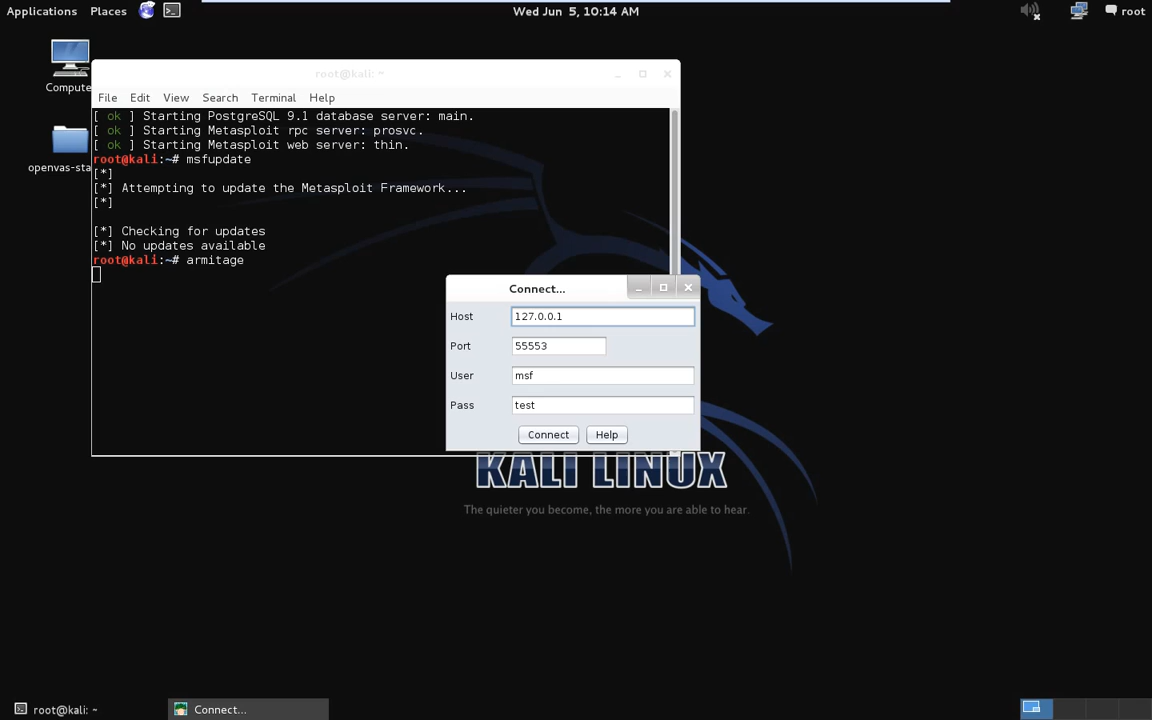 Applications Places
Wed Jun 5, 10:14 AM
root
Compute
openvas-sta
root@kali: ~
File Edit View Search Terminal Help
[ ok ] Starting PostgreSQL 9.1 database server: main.
[ ok ] Starting Metasploit rpc server: prosvc.
[ ok ] Starting Metasploit web server: thin.
root@kali:~# msfupdate
[*]
[*] Attempting to update the Metasploit Framework...
[*]
[*] Checking for updates
[*] No updates available
root@kali:~# armitage
Connect...
Host 127.0.0.1
Port 55553
User msf
Pass test
Connect Help
KALI LINUX
The quieter you become, the more you are able to hear.
root@kali: ~
Connect...